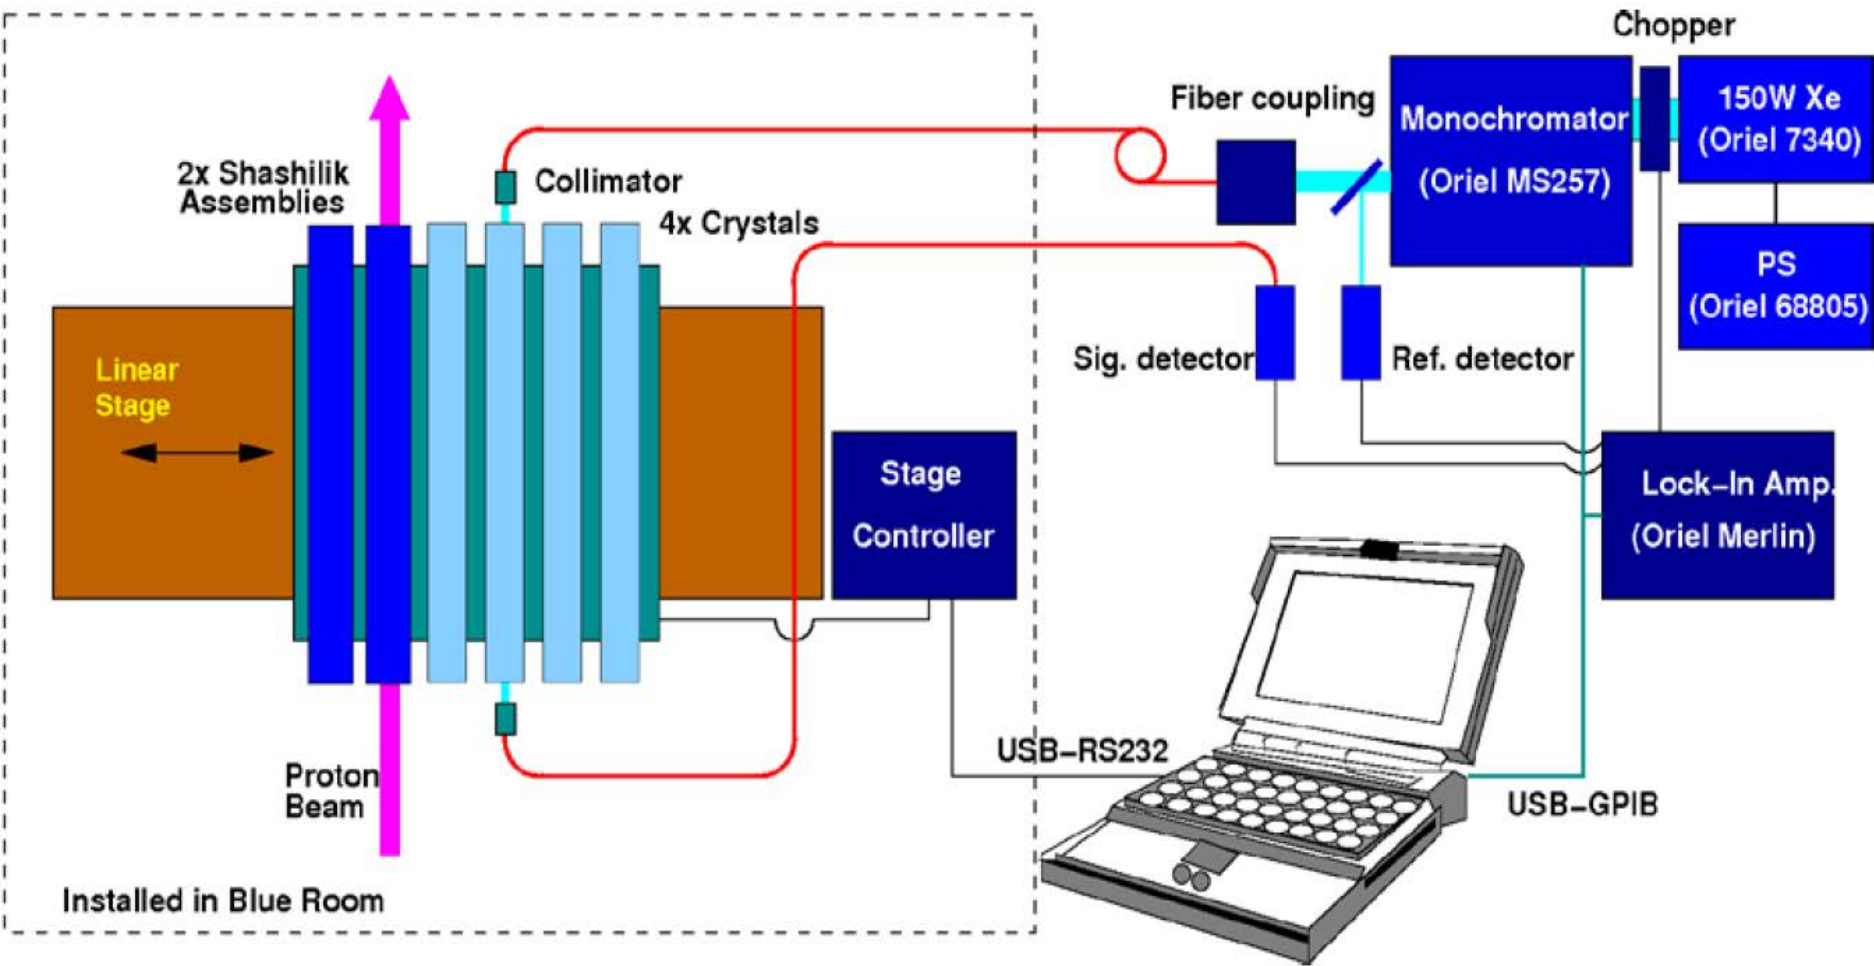 Chopper
Fiber coupling
Monochromator
(Oriel MS257)
150W Xe
(Oriel 7340)
2x Shashilik
Assemblies
Collimator
4x Crystals
PS
(Oriel 68805)
Sig. detector
Ref. detector
Linear
Stage
Stage
Controller
Lock-In Amp.
(Oriel Merlin)
USB-RS232
USB-GPIB
Proton
Beam
Installed in Blue Room